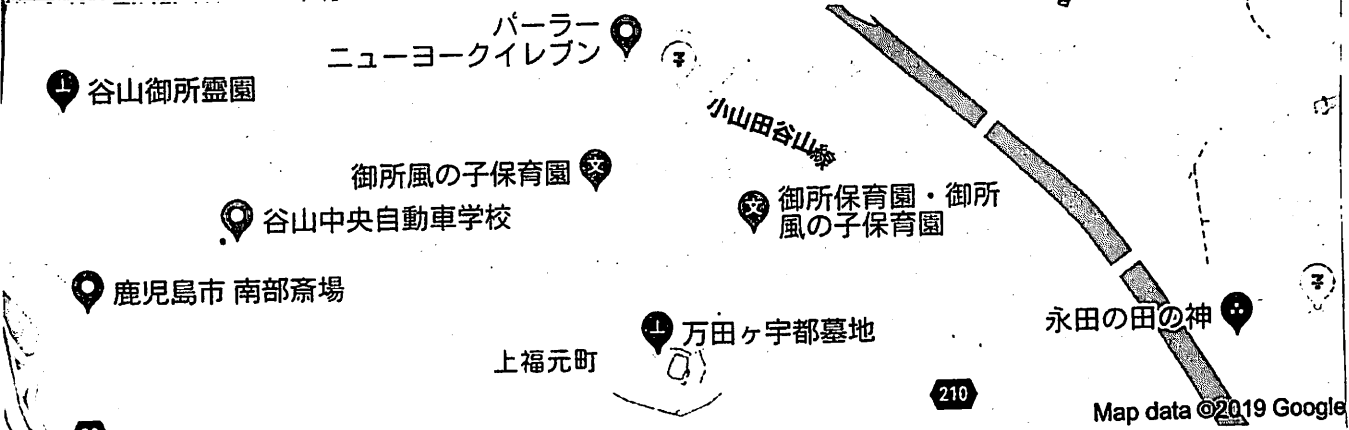 パーラー
ニューヨークイレブン
谷山御所霊園
小山田谷山線
御所風の子保育園
御所保育園・御所
風の子保育園
谷山中央自動車学校
鹿児島市 南部斎場
永田の田の神
万田ヶ宇都墓地
上福元町
210
Map data ©2019 Google